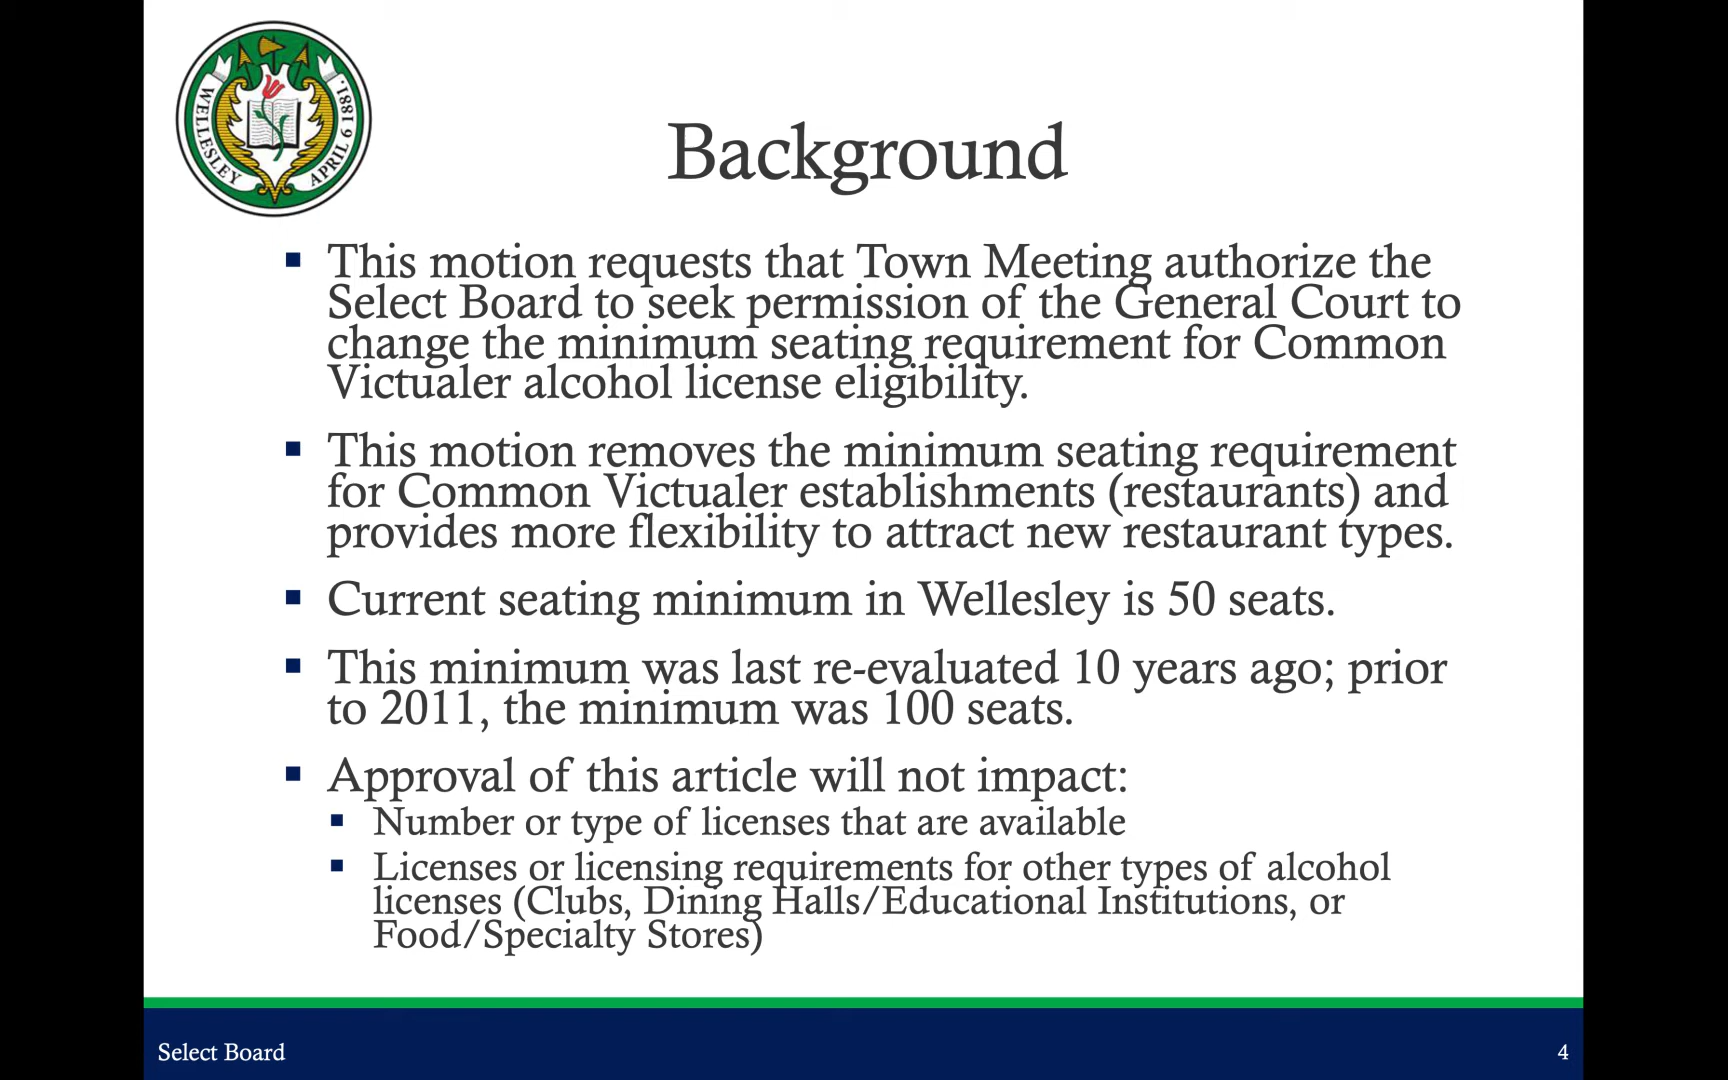 WELLESLEY
APRIL 6 1881.
Background
This motion requests that Town Meeting authorize the
Select Board to seek permission of the General Court to
change the minimum seating requirement for Common
Victualer alcohol license eligibility.
This motion removes the minimum seating requirement
for Common Victualer establishments (restaurants) and
provides more flexibility to attract new restaurant types.
Current seating minimum in Wellesley is 50 seats.
This minimum was last re-evaluated 10 years ago; prior
to 2011, the minimum was 100 seats.
Approval of this article will not impact:
Number or type of licenses that are available
Licenses or licensing requirements for other types of alcohol
licenses (Clubs, Dining Halls/Educational Institutions, or
Food/Specialty Stores)
Select Board
4